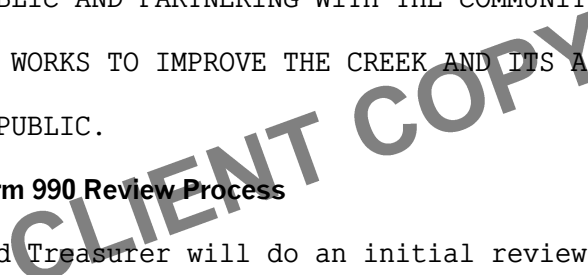 BLIC AND PARTNERING WITH THE COMMUNIT
WORKS TO IMPROVE THE CREEK AND ITS A
PUBLIC.
rm 990 Review Process
d Treasurer will do an initial review
CLIENT COPY